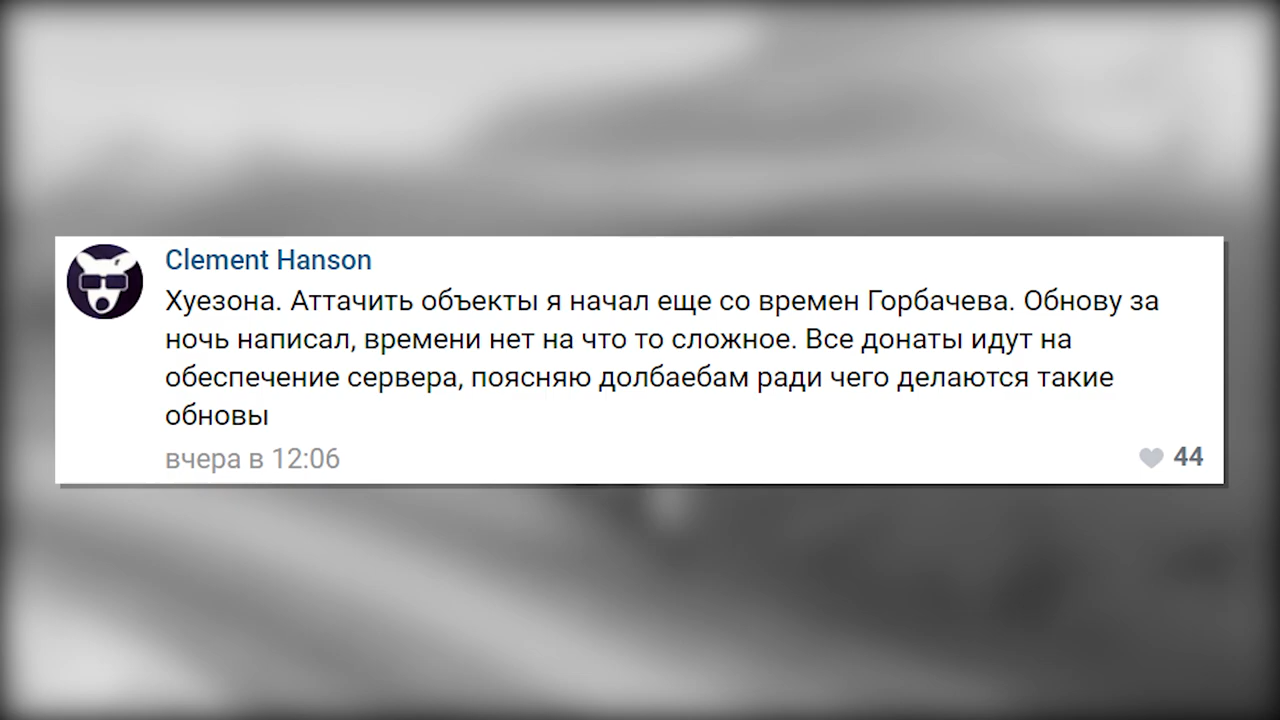 Clement Hanson
Хуезона. Аттачить объекты я начал еще со времен Горбачева. Обнову за
ночь написал, времени нет на что то сложное. Все донаты идут на
обеспечение сервера, поясняю долбаебам ради чего делаются такие
обновы
вчера в 12:06
44